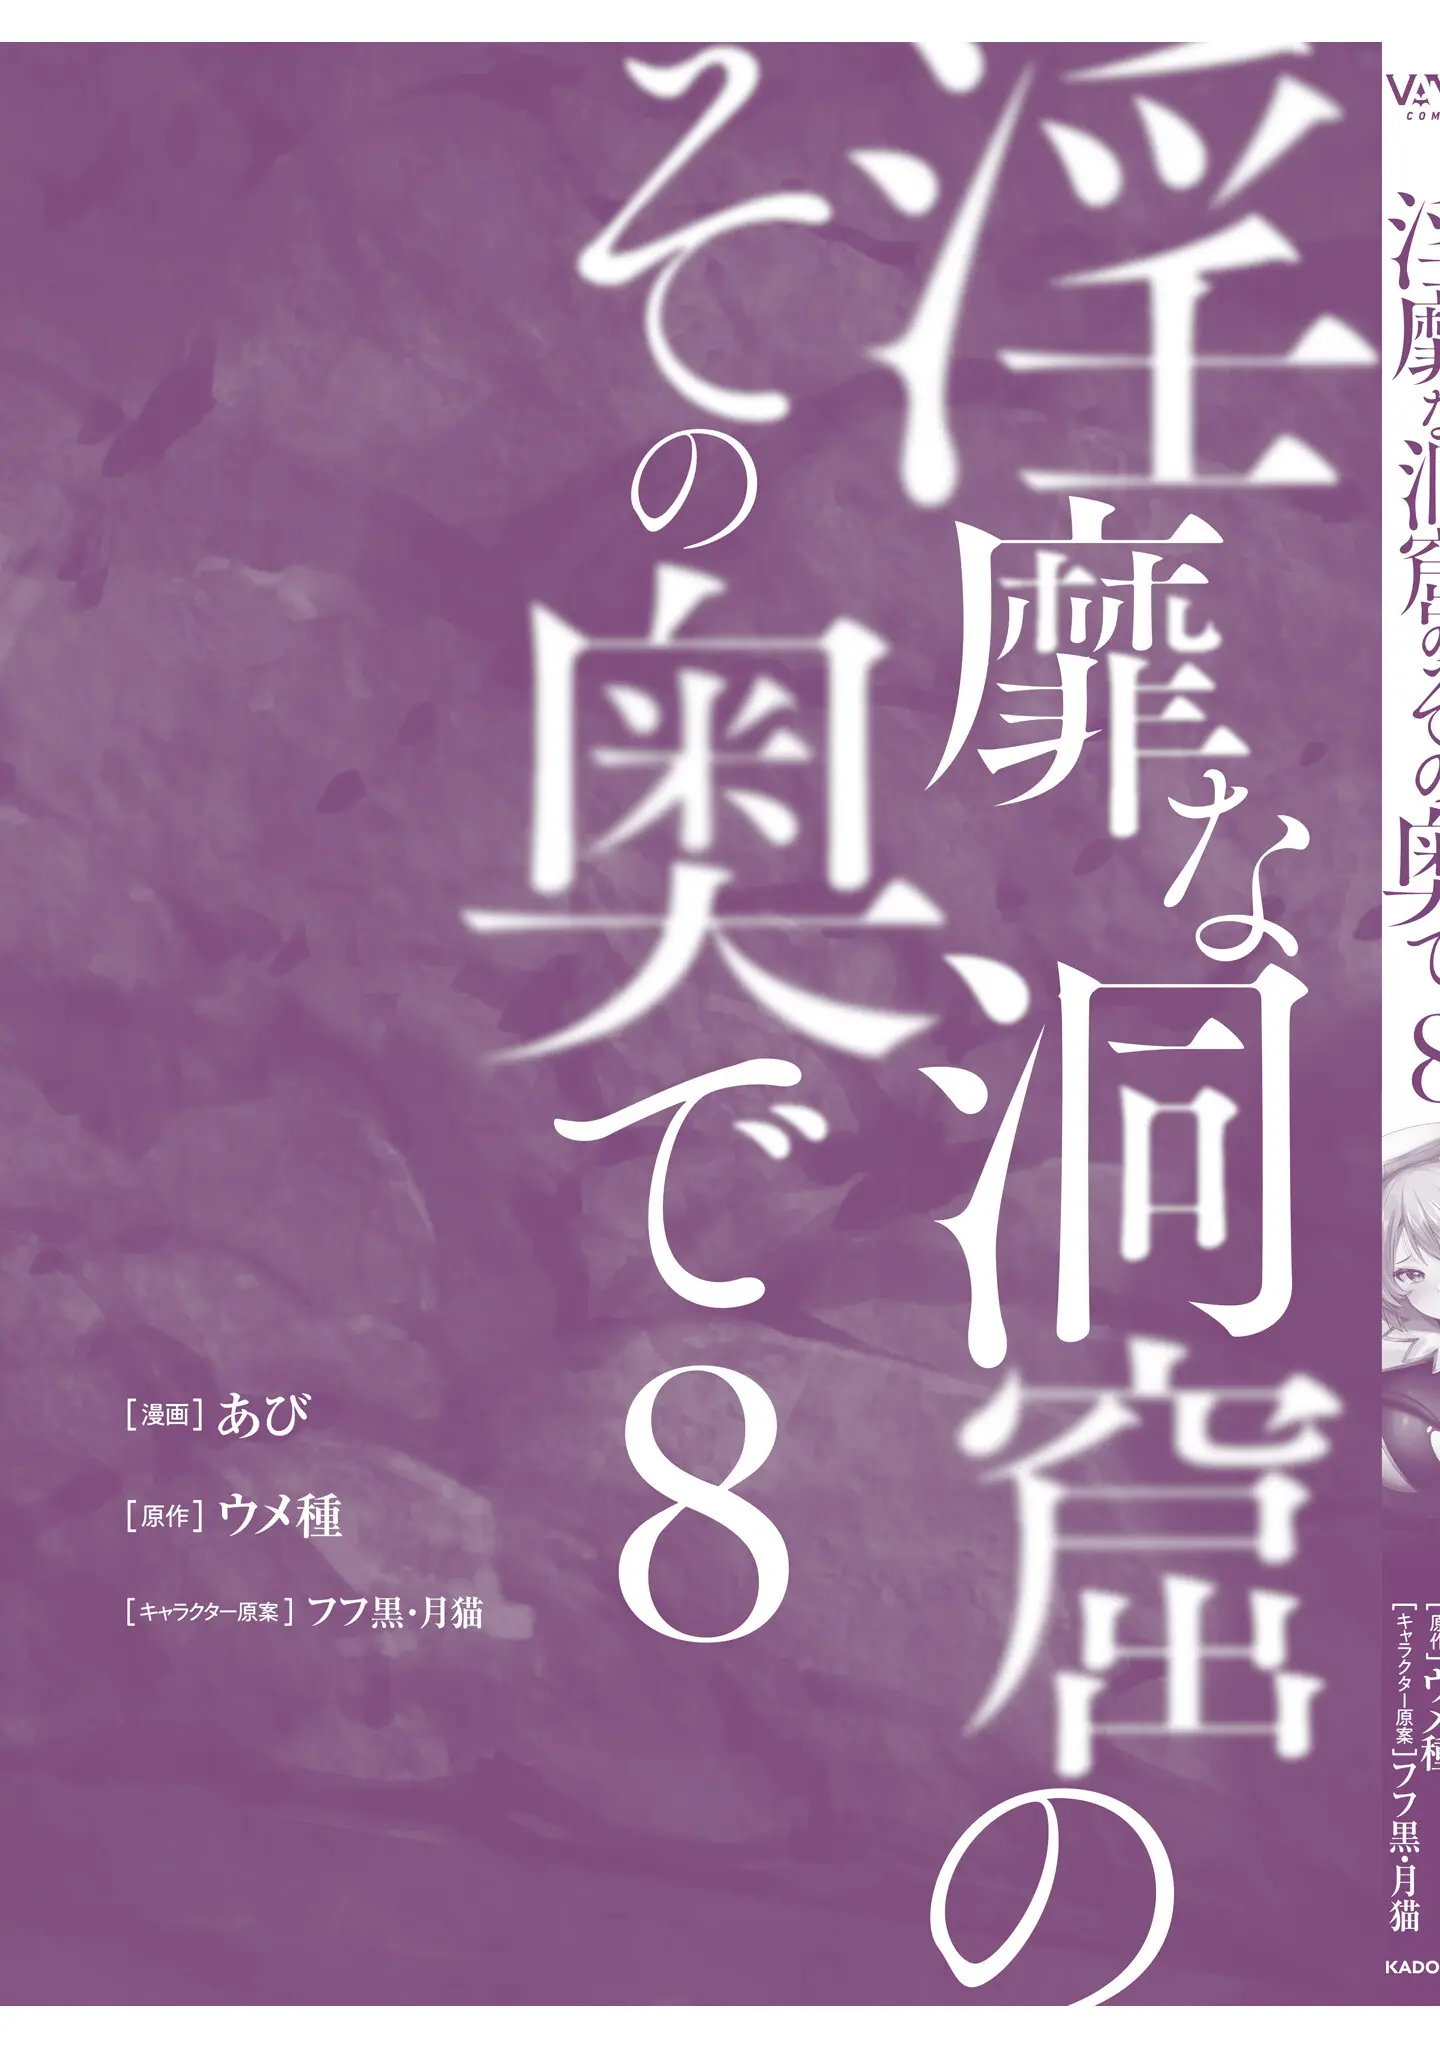 淫靡な洞窟の
その奥で 8
[漫画] あび
[原作] ウメ種
[キャラクター原案] フフ黒・月猫
淫靡な洞窟のその奥で 8
[原作] ウメ種
[キャラクター原案] フフ黒・月猫